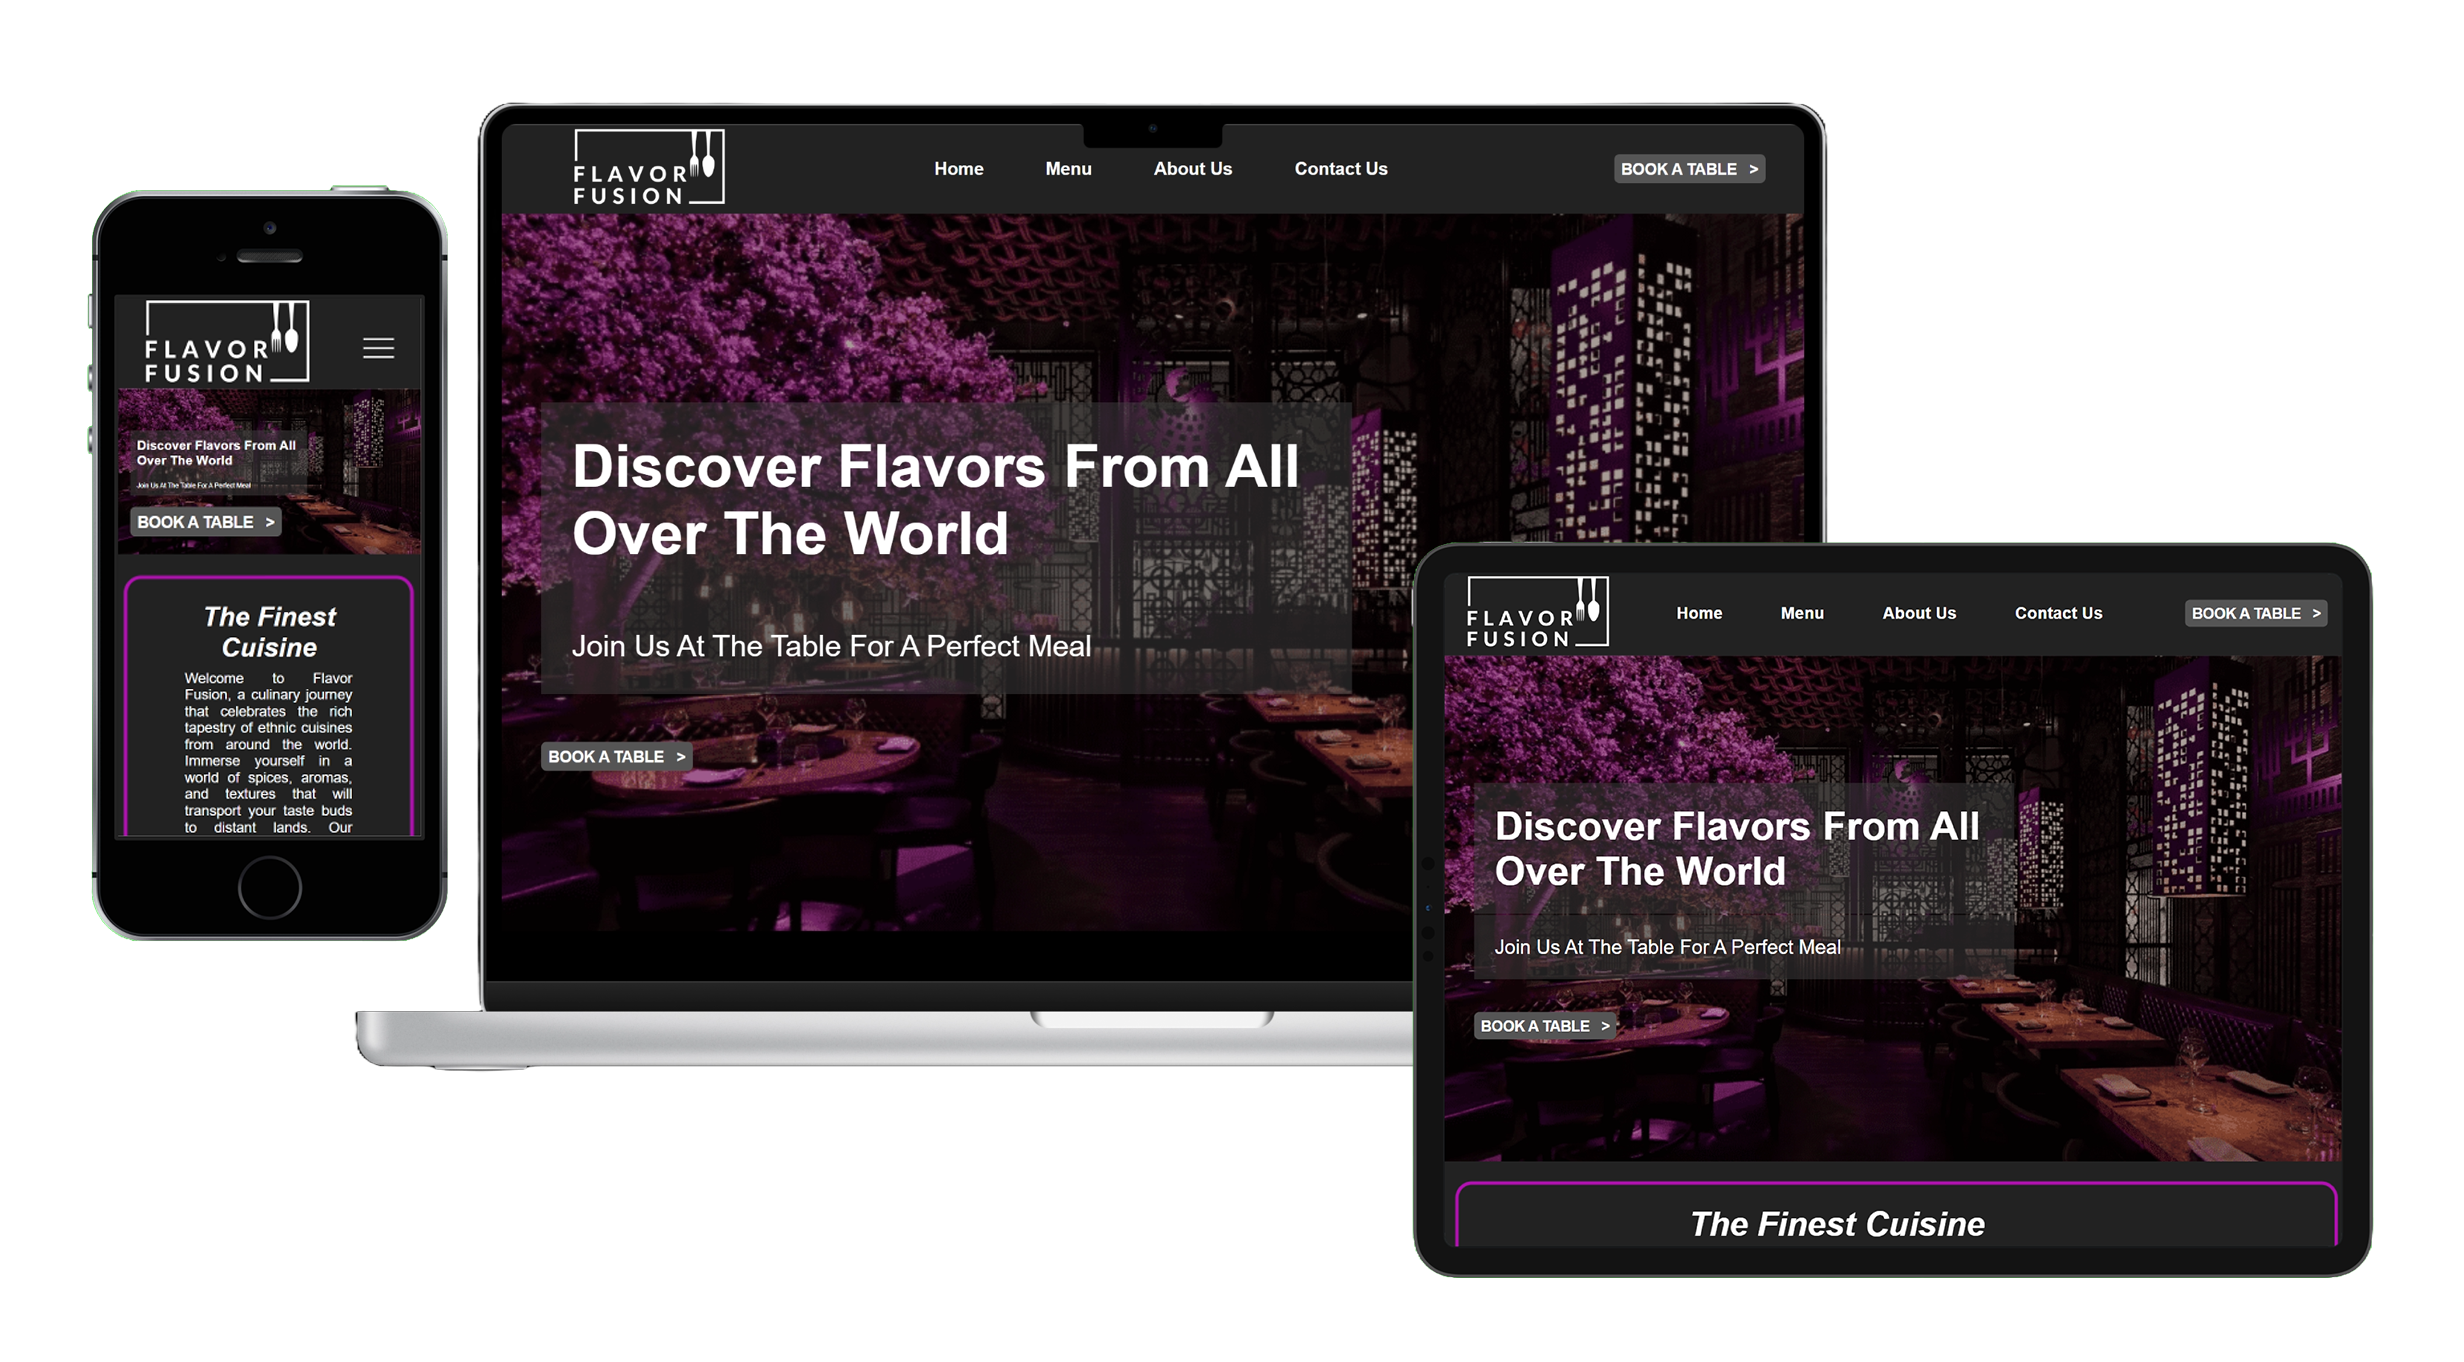 FLAVOR
FUSION
Discover Flavors From All
Over The World
Join Us At The Table For A Perfect Meal
BOOK A TABLE >
The Finest
Cuisine
Welcome to Flavor
Fusion, a culinary journey
that celebrates the rich
tapestry of ethnic cuisines
from around the world.
Immerse yourself in a
world of spices, aromas,
and textures that will
transport your taste buds
to distant lands. Our
FLAVOR
FUSION
Home Menu About Us Contact Us
BOOK A TABLE >
Discover Flavors From All
Over The World
Join Us At The Table For A Perfect Meal
BOOK A TABLE >
FLAVOR
FUSION
Home Menu About Us Contact Us
BOOK A TABLE >
Discover Flavors From All
Over The World
Join Us At The Table For A Perfect Meal
BOOK A TABLE >
The Finest Cuisine